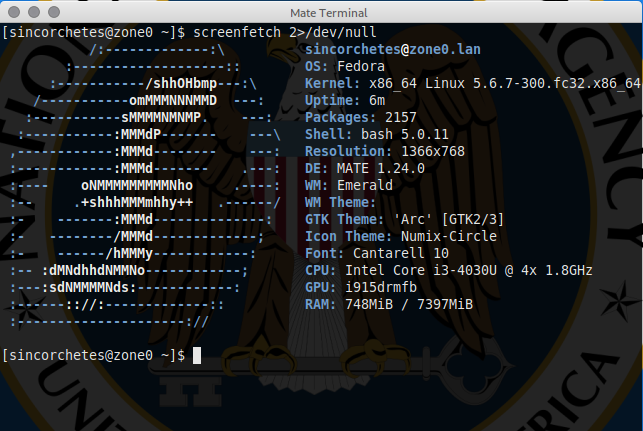 Mate Terminal
[sincorchetes@zone0 ~]$ screenfetch 2>/dev/null
/:-------------:\ sincorchetes@zone0.lan
:-------------------:: OS: Fedora
:-----------/shhOHbmp---:\ Kernel: x86_64 Linux 5.6.7-300.fc32.x86_64
/-----------omMMMNNNMMD ---: Uptime: 6m
:-----------sMMMMNMNMP. ---: Packages: 2157
:-----------:MMMdP------- ---\ Shell: bash 5.0.11
,------------:MMMd-------- ---: Resolution: 1366x768
:------------:MMMd------- .---: DE: MATE 1.24.0
:---- oNMMMMMMMMMNho .----: WM: Emerald
:-- .+shhhMMMmhhy++ .------/ WM Theme:
:- -------:MMMd--------------: GTK Theme: 'Arc' [GTK2/3]
:- --------/MMMd-------------; Icon Theme: Numix-Circle
:- ------/hMMMy------------: Font: Cantarell 10
:-- :dMNdhhdNMMNo------------; CPU: Intel Core i3-4030U @ 4x 1.8GHz
:---:sdNMMMMNds:------------: GPU: i915drmfb
:------:://:-------------:: RAM: 748MiB / 7397MiB
:---------------------://
[sincorchetes@zone0 ~]$
NATIONAL
UNITED
AMERICA